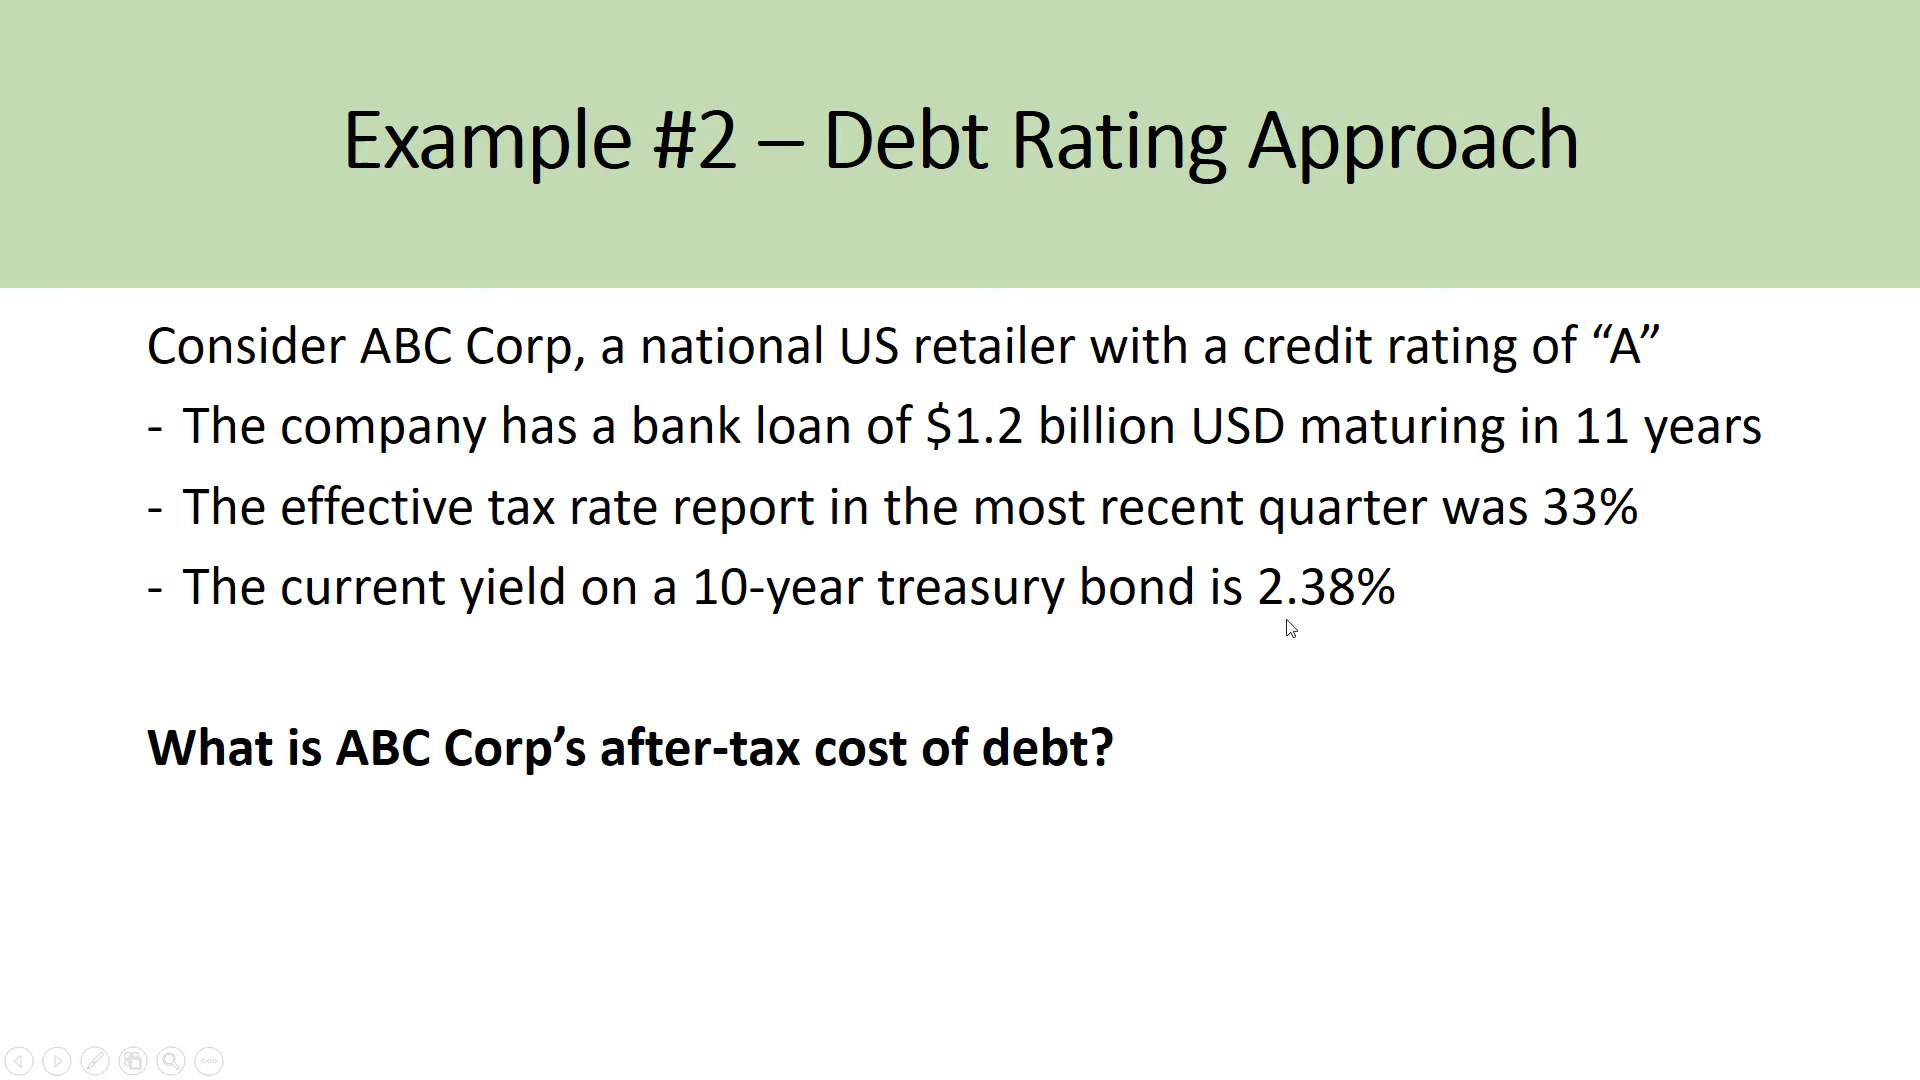 Example #2 – Debt Rating Approach
Consider ABC Corp, a national US retailer with a credit rating of “A”
- The company has a bank loan of $1.2 billion USD maturing in 11 years
- The effective tax rate report in the most recent quarter was 33%
- The current yield on a 10-year treasury bond is 2.38%
What is ABC Corp’s after-tax cost of debt?